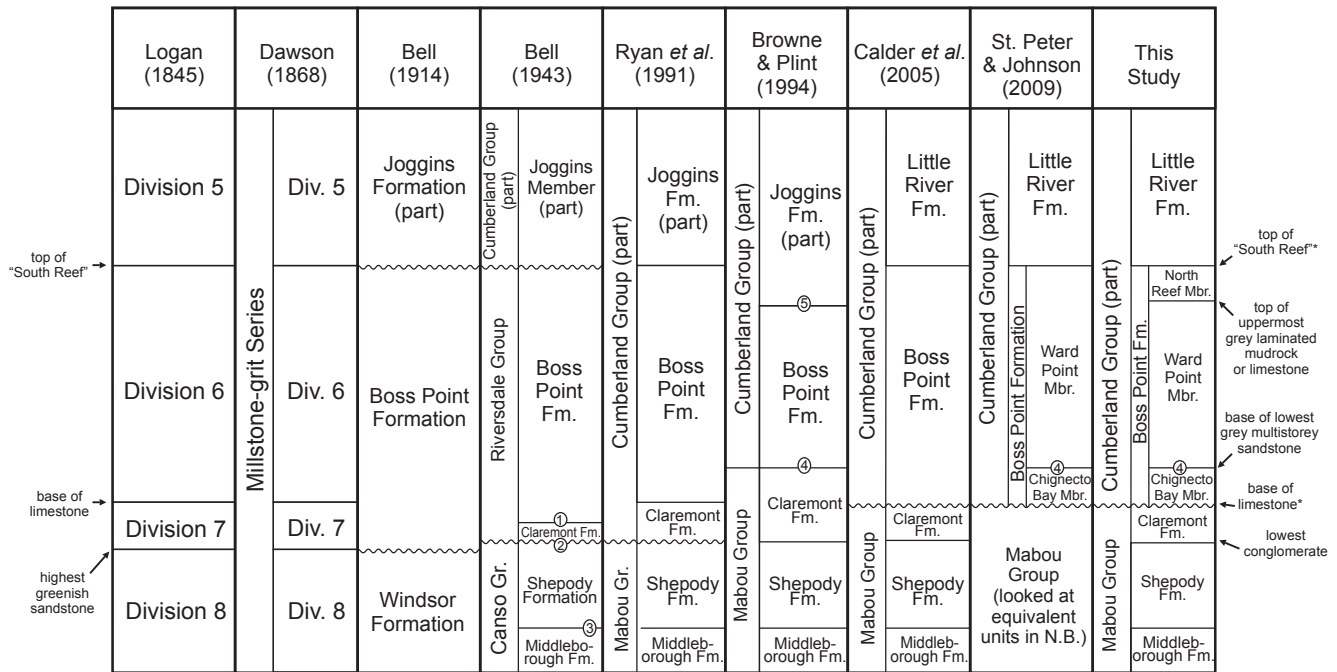 Logan
(1845)
Dawson
(1868)
Bell
(1914)
Bell
(1943)
Ryan et al.
(1991)
Browne
& Plint
(1994)
Calder et al.
(2005)
St. Peter
& Johnson
(2009)
This
Study
top of
“South Reef”
base of
limestone
highest
greenish
sandstone
Division 5
Division 6
Division 7
Division 8
Millstone-grit Series
Div. 5
Div. 6
Div. 7
Div. 8
Joggins
Formation
(part)
Boss Point
Formation
Windsor
Formation
Cumberland Group
(part)
Riversdale Group
Canso Gr.
Joggins
Member
(part)
Boss
Point
Fm.
1
Claremont Fm.
2
Shepody
Formation
3
Middlebo-
rough Fm.
Cumberland Group (part)
Mabou Gr.
Joggins
Fm.
(part)
Boss
Point
Fm.
Claremont
Fm.
Shepody
Fm.
Middleb-
orough Fm.
Cumberland Group (part)
Mabou Group
Joggins
Fm.
(part)
5
Boss
Point
Fm.
4
Claremont
Fm.
Shepody
Fm.
Middleb-
orough Fm.
Cumberland Group (part)
Mabou Group
Little
River
Fm.
Boss
Point
Fm.
Claremont
Fm.
Shepody
Fm.
Middleb-
orough Fm.
Cumberland Group (part)
Boss Point Formation
Little
River
Fm.
Ward
Point
Mbr.
4
Chignecto
Bay Mbr.
Mabou
Group
(looked at
equivalent
units in N.B.)
Cumberland Group (part)
Mabou Group
Boss Point Fm.
Little
River
Fm.
North
Reef Mbr.
Ward
Point
Mbr.
4
Chignecto
Bay Mbr.
Claremont
Fm.
Shepody
Fm.
Middleb-
orough Fm.
top of
“South Reef”*
top of
uppermost
grey laminated
mudrock
or limestone
base of lowest
grey multistorey
sandstone
base of
limestone*
lowest
conglomerate